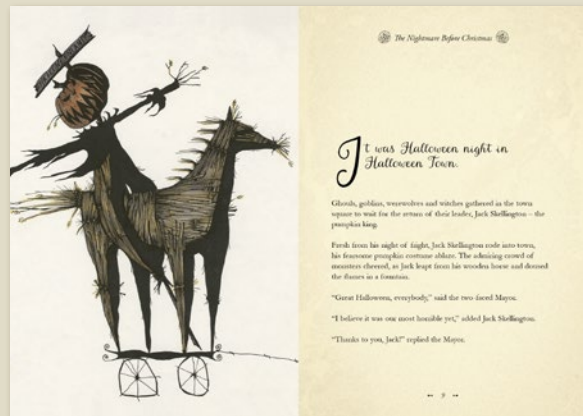 The Nightmare Before Christmas
It was Halloween night in
Halloween Town.
Ghouls, goblins, werewolves and witches gathered in the town
square to wait for the return of their leader, Jack Skellington – the
pumpkin king.
Fresh from his night of fright, Jack Skellington rode into town,
his fearsome pumpkin costume ablaze. The admiring crowd of
monsters cheered, as Jack leapt from his wooden horse and doused
the flames in a fountain.
“Great Halloween, everybody,” said the two-faced Mayor.
“I believe it was our most horrible yet,” added Jack Skellington.
“Thanks to you, Jack!” replied the Mayor.
9